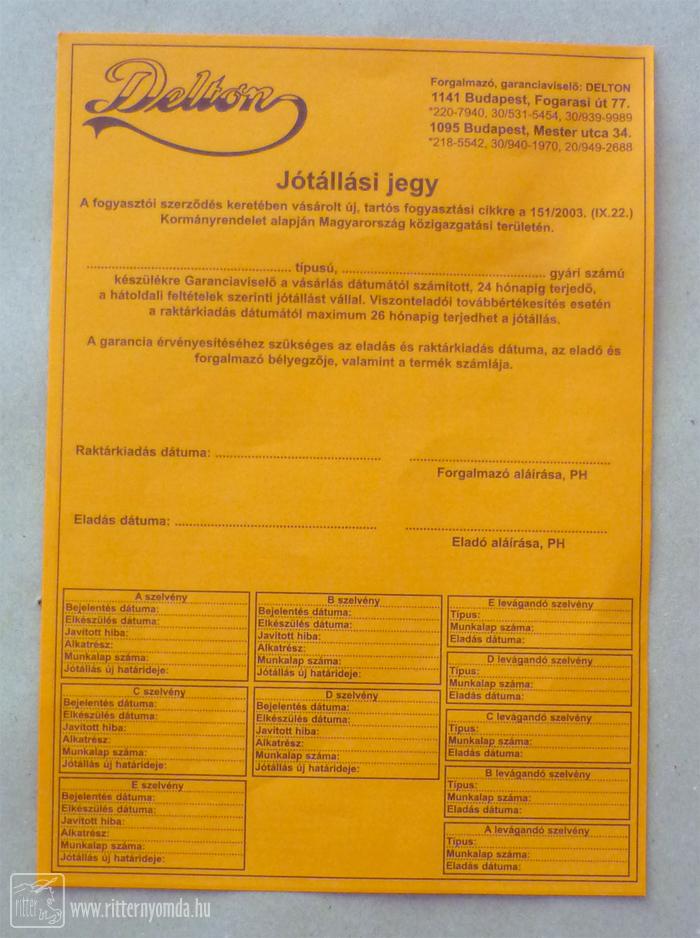 Delton
Forgalmazó, garanciaviselő: DELTON
1141 Budapest, Fogarasi út 77.
*220-7940, 30/531-5454, 30/939-9989
1095 Budapest, Mester utca 34.
*218-5542, 30/940-1970, 20/949-2688
Jótállási jegy
A fogyasztói szerződés keretében vásárolt új, tartós fogyasztási cikkre a 151/2003. (IX.22.)
Kormányrendelet alapján Magyarország közigazgatási területén.
........................................ típusú, ........................................ gyári számú
készülékre Garanciaviselő a vásárlás dátumától számított, 24 hónapig terjedő,
a hátoldali feltételek szerinti jótállást vállal. Viszonteladói továbbértékesítés esetén
a raktárkiadás dátumától maximum 26 hónapig terjedhet a jótállás.
A garancia érvényesítéséhez szükséges az eladás és raktárkiadás dátuma, az eladó és
forgalmazó bélyegzője, valamint a termék számlája.
Raktárkiadás dátuma: ........................................
Forgalmazó aláírása, PH
Eladás dátuma: ........................................
Eladó aláírása, PH
A szelvény
Bejelentés dátuma:
Elkészülés dátuma:
Javított hiba:
Alkatrész:
Munkalap száma:
Jótállás új határideje:
B szelvény
Bejelentés dátuma:
Elkészülés dátuma:
Javított hiba:
Alkatrész:
Munkalap száma:
Jótállás új határideje:
C szelvény
Bejelentés dátuma:
Elkészülés dátuma:
Javított hiba:
Alkatrész:
Munkalap száma:
Jótállás új határideje:
D szelvény
Bejelentés dátuma:
Elkészülés dátuma:
Javított hiba:
Alkatrész:
Munkalap száma:
Jótállás új határideje:
E szelvény
Bejelentés dátuma:
Elkészülés dátuma:
Javított hiba:
Alkatrész:
Munkalap száma:
Jótállás új határideje:
E levágandó szelvény
Típus:
Munkalap száma:
Eladás dátuma:
D levágandó szelvény
Típus:
Munkalap száma:
Eladás dátuma:
C levágandó szelvény
Típus:
Munkalap száma:
Eladás dátuma:
B levágandó szelvény
Típus:
Munkalap száma:
Eladás dátuma:
A levágandó szelvény
Típus:
Munkalap száma:
Eladás dátuma:
ritter
www.ritternyomda.hu